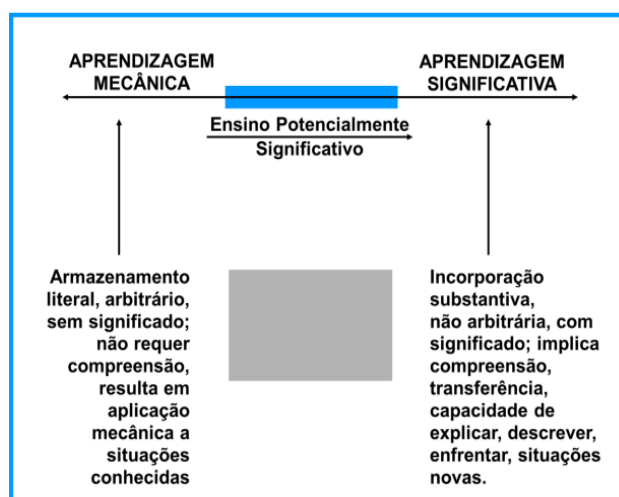 APRENDIZAGEM
MECÂNICA
APRENDIZAGEM
SIGNIFICATIVA
Ensino Potencialmente
Significativo
Armazenamento
literal, arbitrário,
sem significado;
não requer
compreensão,
resulta em
aplicação
mecânica a
situações
conhecidas
Incorporação
substantiva,
não arbitrária, com
significado; implica
compreensão,
transferência,
capacidade de
explicar, descrever,
enfrentar, situações
novas.